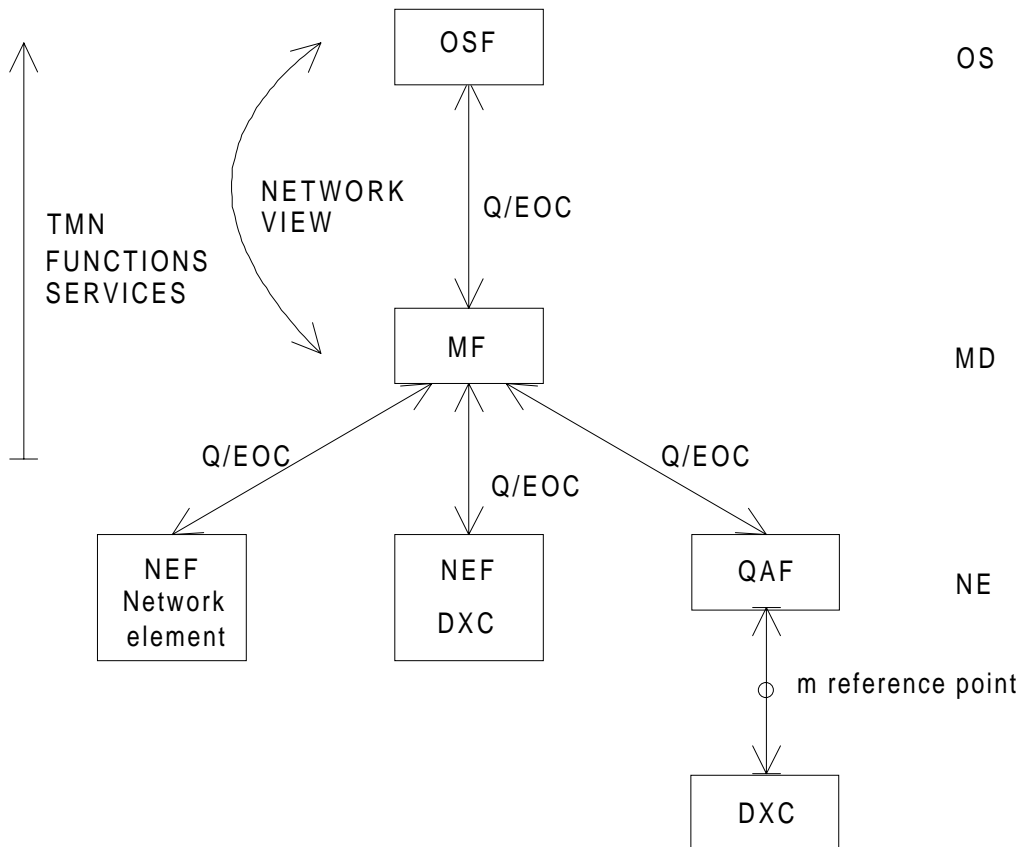 OSF
OS
NETWORK
VIEW
Q/EOC
TMN
FUNCTIONS
SERVICES
MF
MD
Q/EOC
Q/EOC
Q/EOC
NEF
Network
element
NEF
DXC
QAF
NE
m reference point
DXC